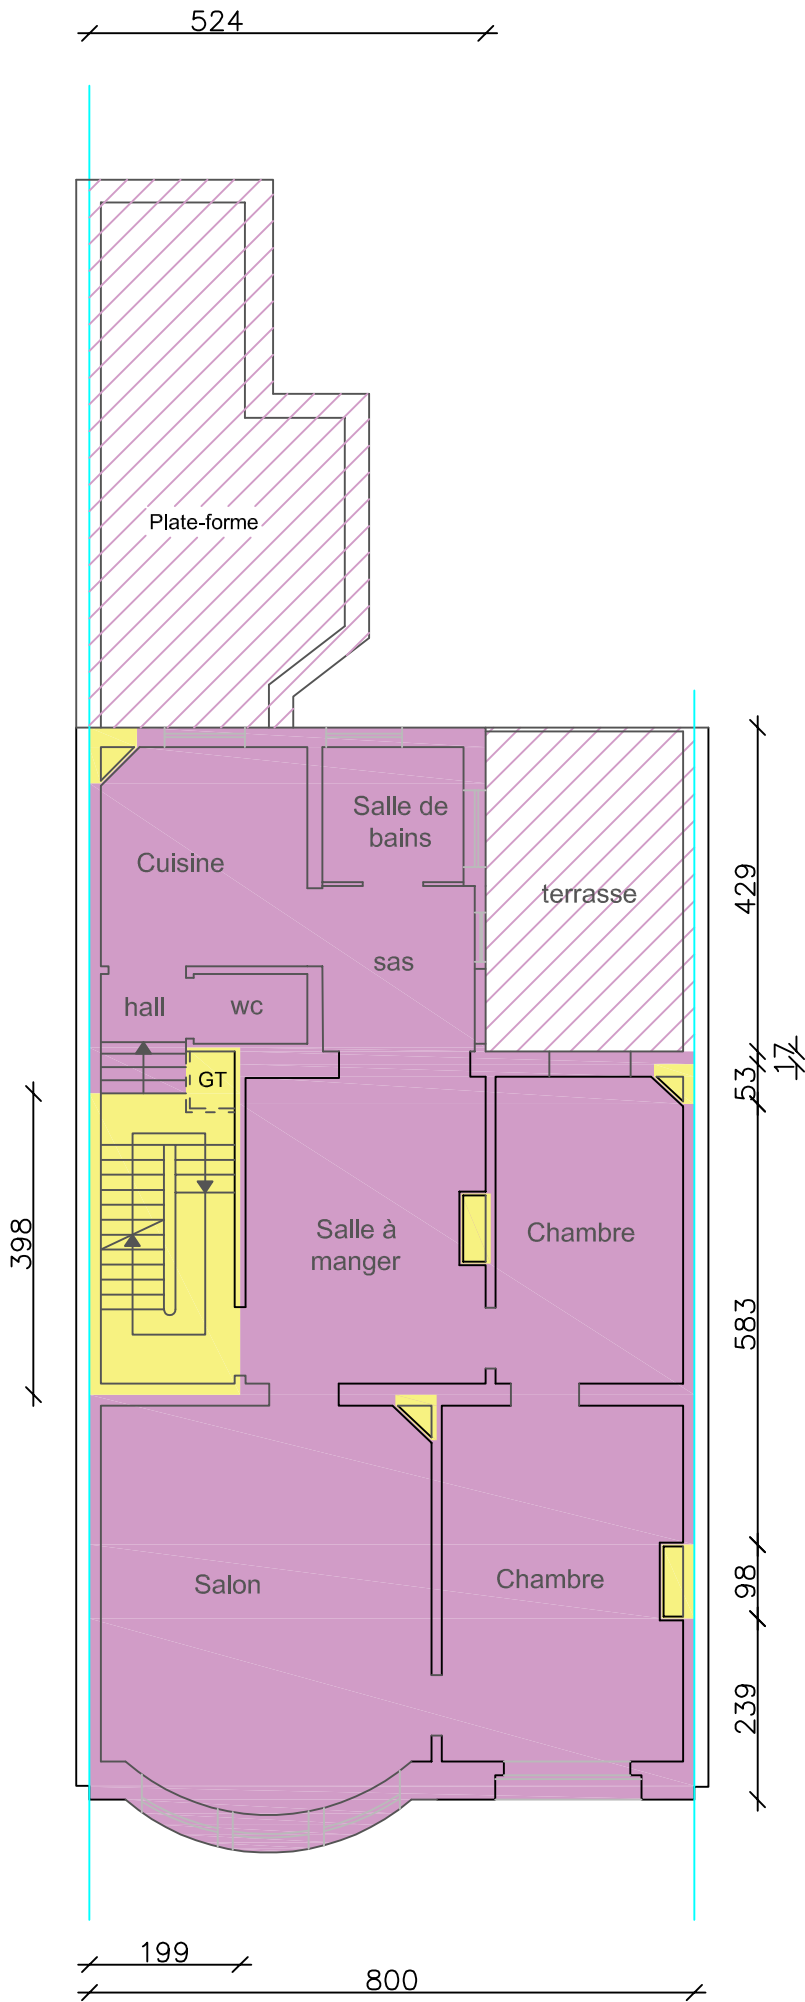 524
Plate-forme
Salle de
bains
Cuisine
terrasse
429
sas
hall
wc
17
53
GT
398
Salle à
manger
Chambre
583
Salon
Chambre
98
239
199
800